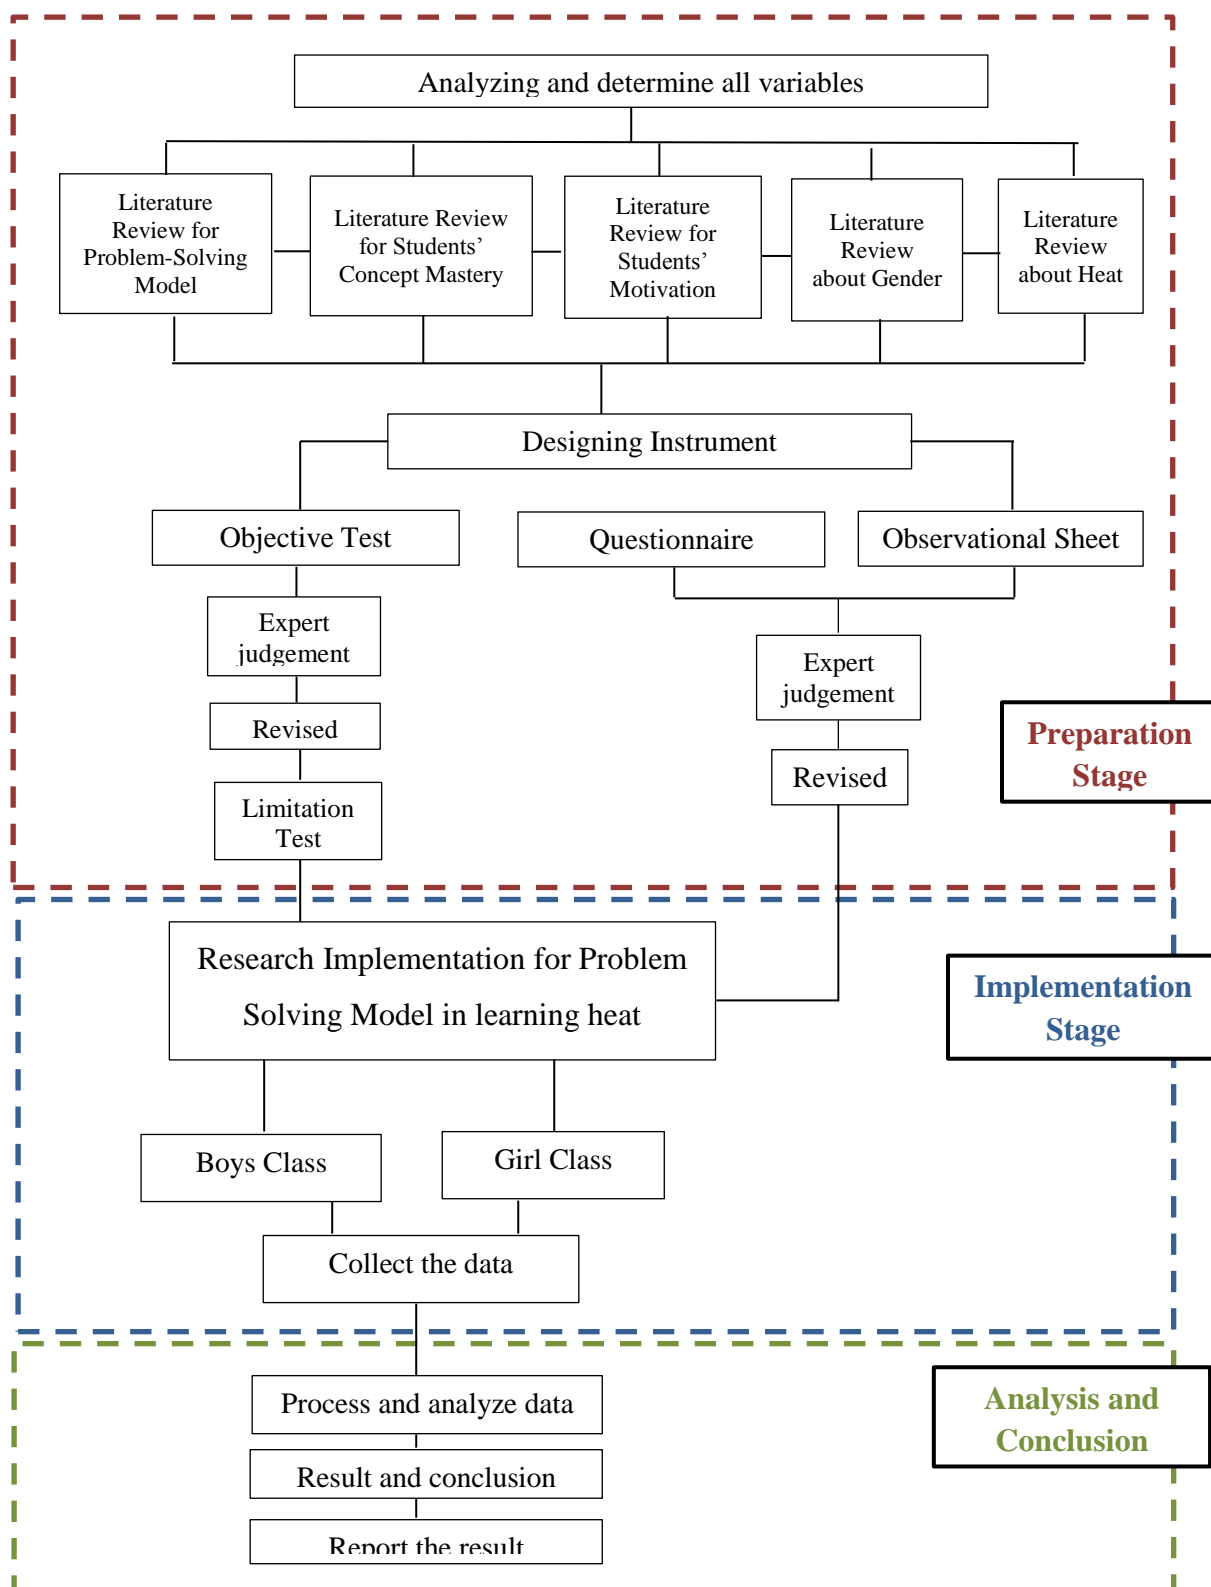 Analyzing and determine all variables
Literature
Review for
Problem-Solving
Model
Literature Review
for Students’
Concept Mastery
Literature
Review for
Students’
Motivation
Literature
Review
about Gender
Literature
Review
about Heat
Designing Instrument
Objective Test
Questionnaire
Observational Sheet
Expert
judgement
Expert
judgement
Revised
Revised
Limitation
Test
Preparation
Stage
Research Implementation for Problem
Solving Model in learning heat
Implementation
Stage
Boys Class
Girl Class
Collect the data
Process and analyze data
Result and conclusion
Report the result
Analysis and
Conclusion